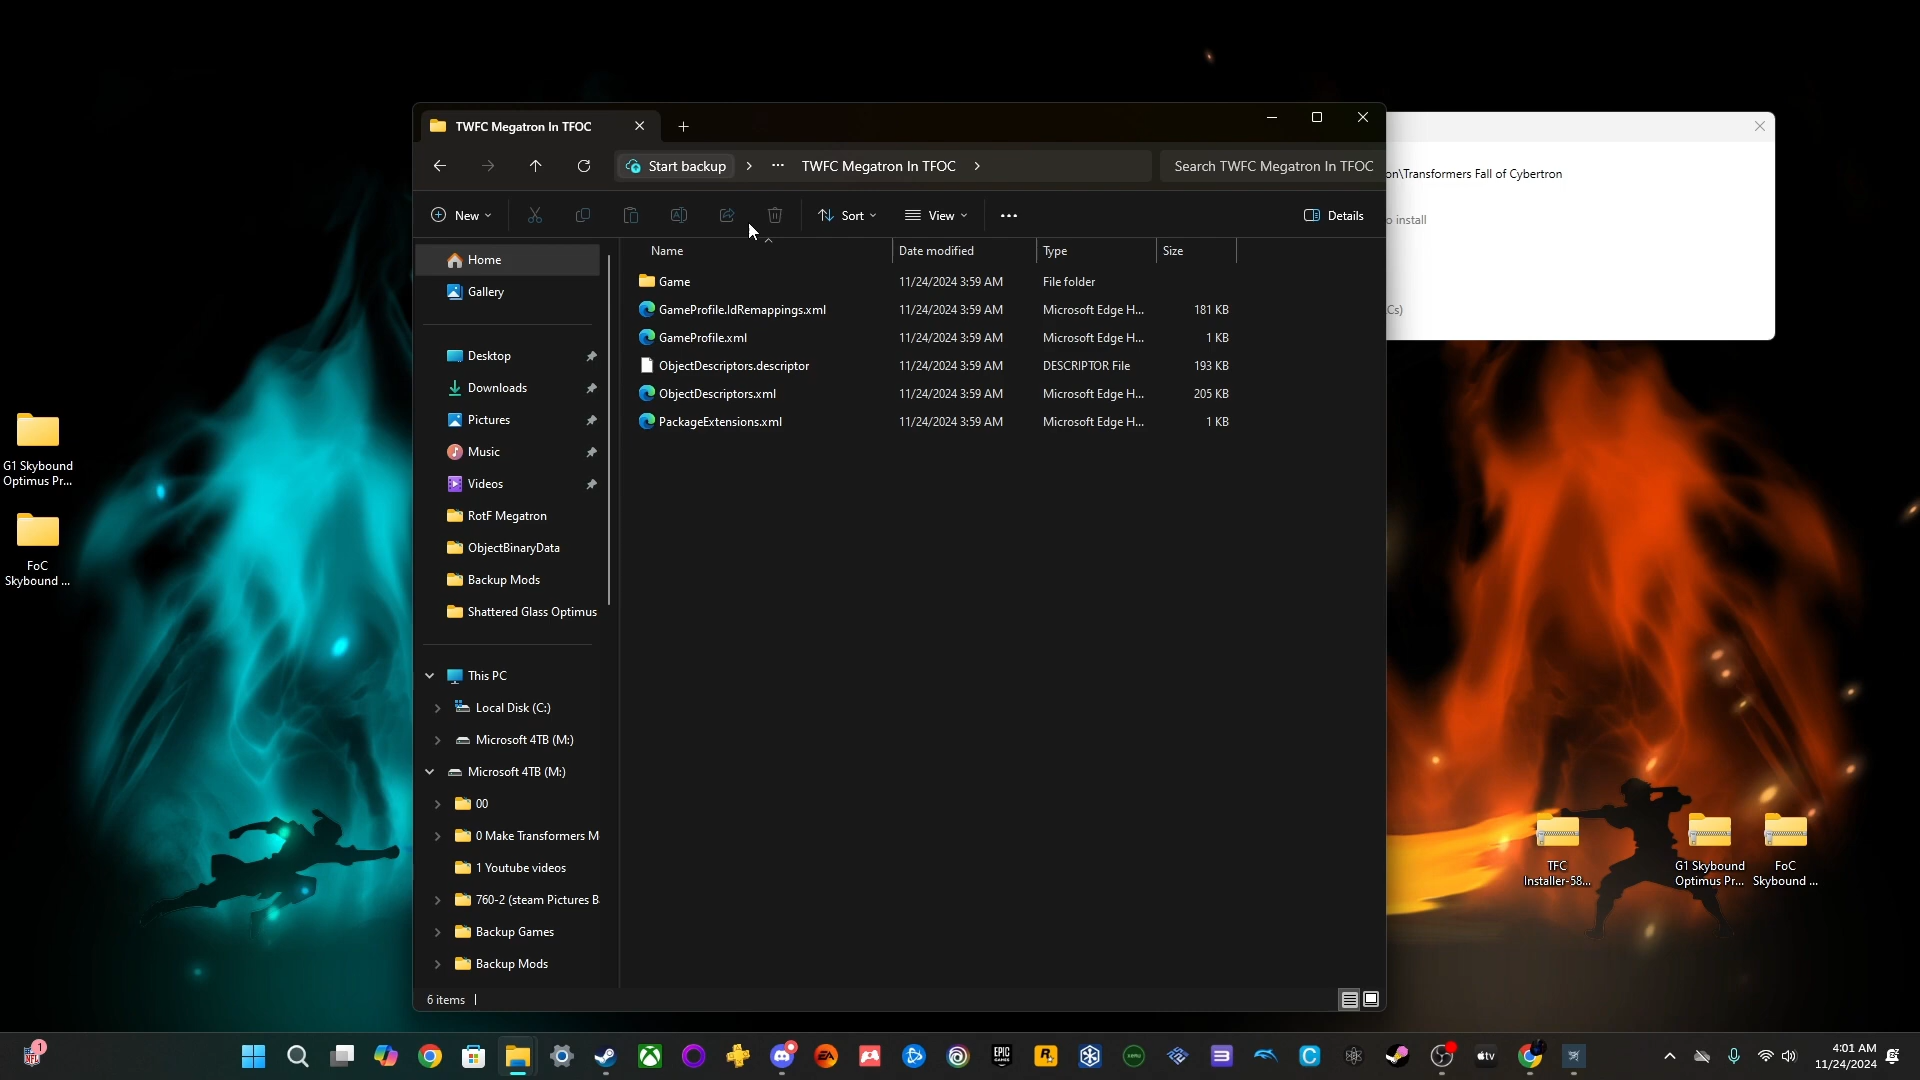 TWFC Megatron In TFOC
Start backup
TWFC Megatron In TFOC
Search TWFC Megatron In TFOC
New
Sort
View
Details
on\Transformers Fall of Cybertron
o install
Cs)
Name
Date modified
Type
Size
Game 11/24/2024 3:59 AM File folder
GameProfile.IdRemappings.xml 11/24/2024 3:59 AM Microsoft Edge H... 181 KB
GameProfile.xml 11/24/2024 3:59 AM Microsoft Edge H... 1 KB
ObjectDescriptors.descriptor 11/24/2024 3:59 AM DESCRIPTOR File 193 KB
ObjectDescriptors.xml 11/24/2024 3:59 AM Microsoft Edge H... 205 KB
PackageExtensions.xml 11/24/2024 3:59 AM Microsoft Edge H... 1 KB
Home
Gallery
Desktop
Downloads
Pictures
Music
Videos
RotF Megatron
ObjectBinaryData
Backup Mods
Shattered Glass Optimus
This PC
Local Disk (C:)
Microsoft 4TB (M:)
Microsoft 4TB (M:)
00
0 Make Transformers M
1 Youtube videos
760-2 (steam Pictures B
Backup Games
Backup Mods
6 items
G1 Skybound
Optimus Pr...
FoC
Skybound ...
TFC
Installer-58...
G1 Skybound
Optimus Pr...
FoC
Skybound ...
1
EA
EPIC
GAMES
R
tv
4:01 AM
11/24/2024